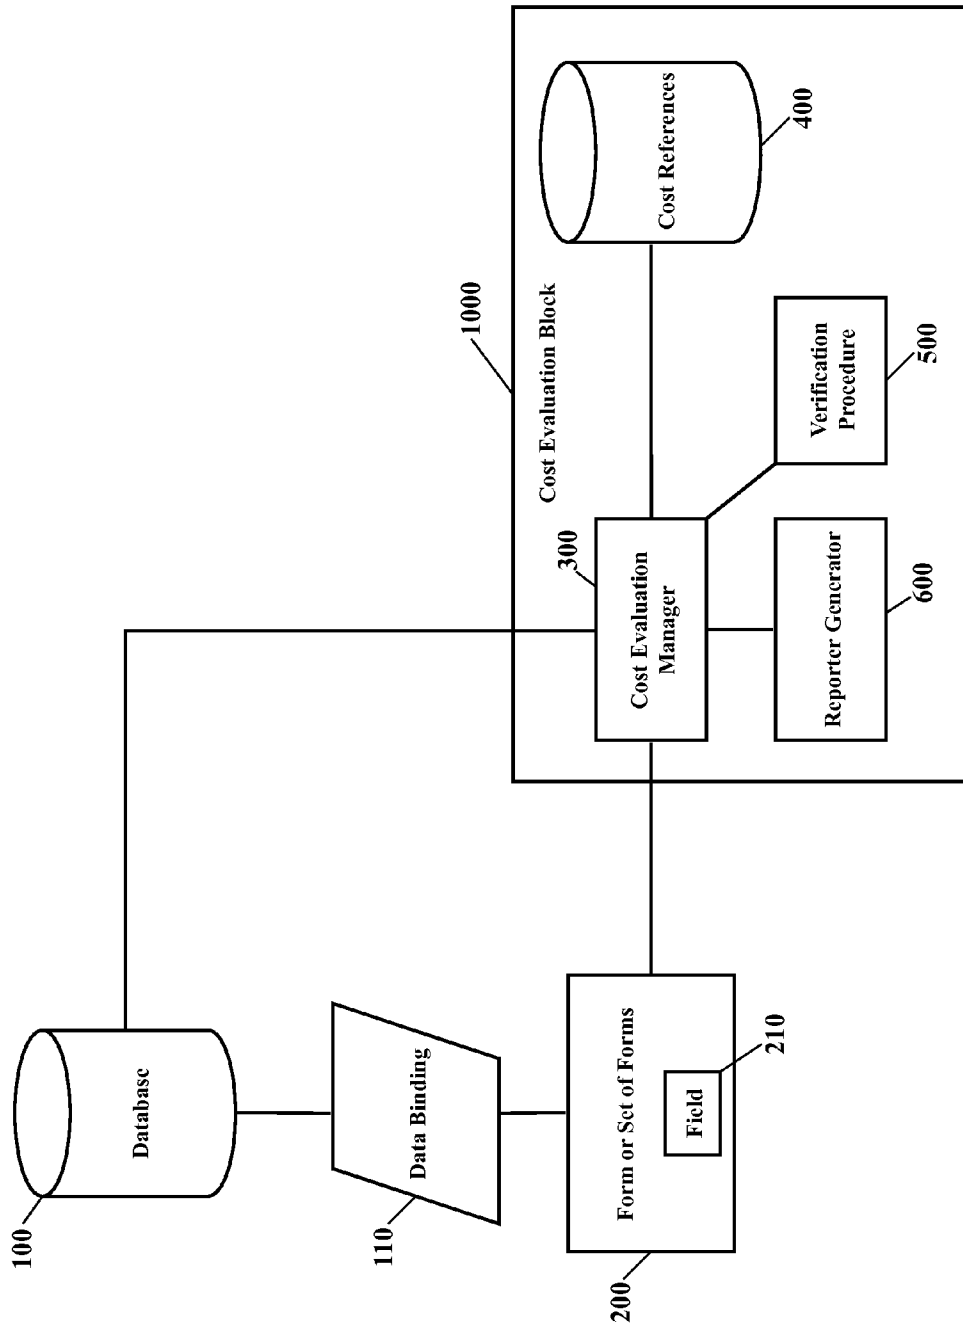 100
Database
110
Data Binding
200
Form or Set of Forms
Field
210
1000
Cost Evaluation Block
300
Cost Evaluation
Manager
Cost References
400
Verification
Procedure
500
Reporter Generator
600